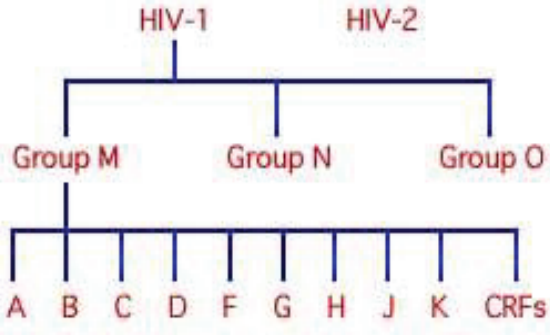 HIV-1 HIV-2
Group M Group N Group O
A B C D F G H J K CRFs